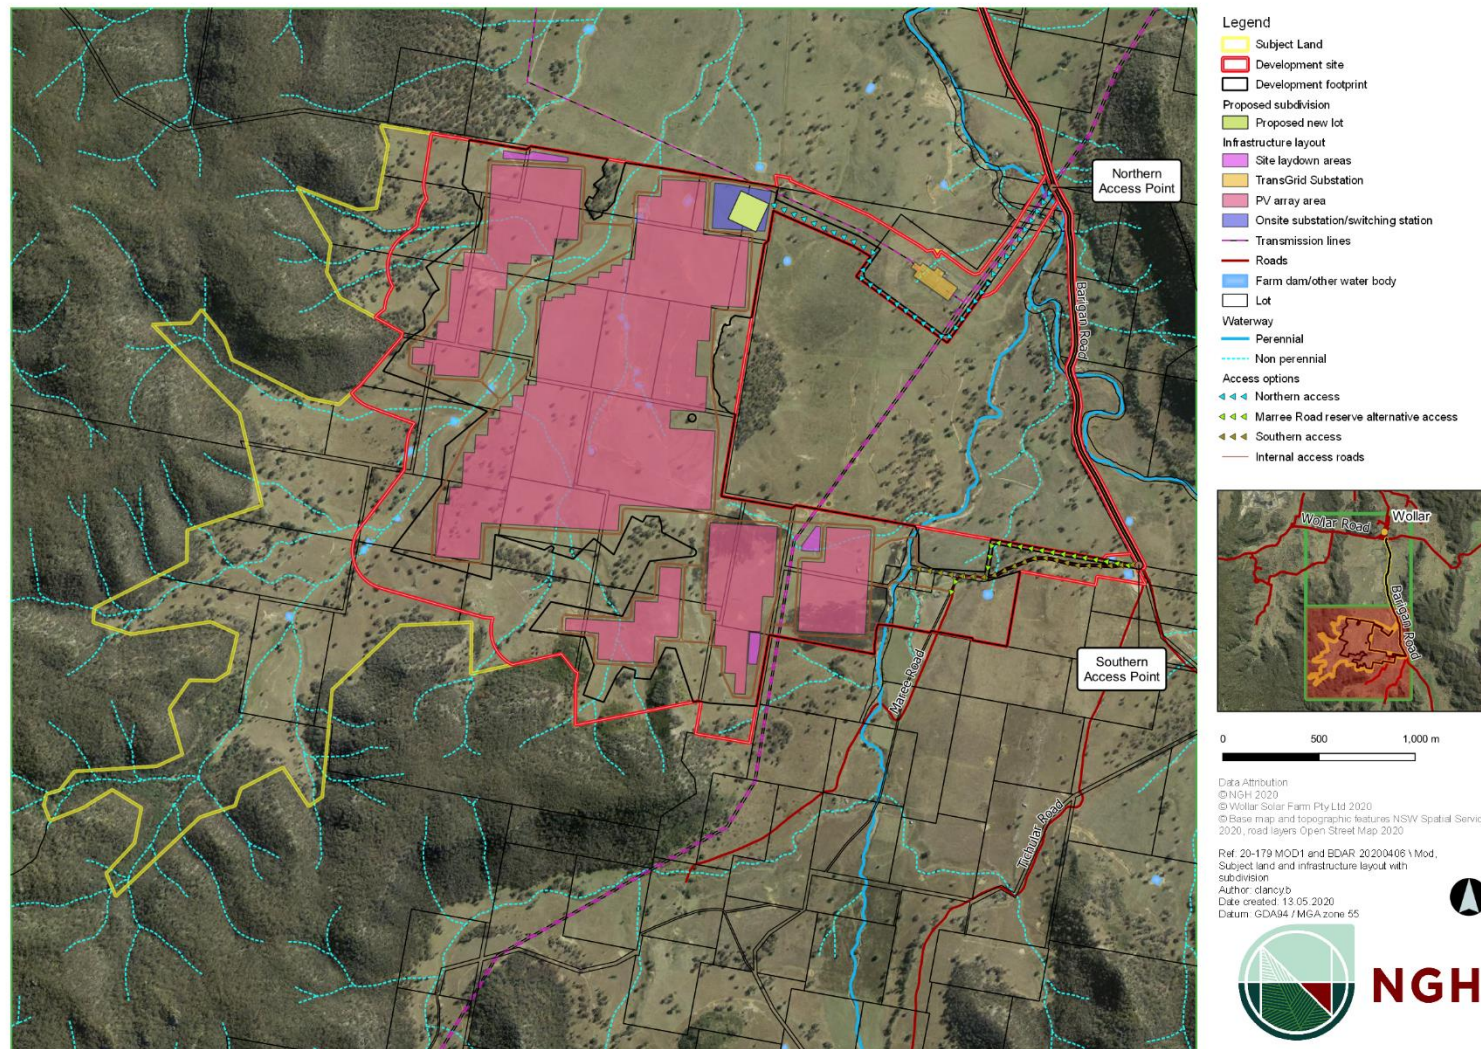 Northern
Access Point
Barigan Road
Southern
Access Point
Maree Road
Tichular Road
Legend
Subject Land
Development site
Development footprint
Proposed subdivision
Proposed new lot
Infrastructure layout
Site laydown areas
TransGrid Substation
PV array area
Onsite substation/switching station
Transmission lines
Roads
Farm dam/other water body
Lot
Waterway
Perennial
Non perennial
Access options
Northern access
Marree Road reserve alternative access
Southern access
Internal access roads
Wollar Road
Wollar
Barigan Road
0 500 1,000 m
Data Attribution
© NGH 2020
© Wollar Solar Farm Pty Ltd 2020
© Base map and topographic features NSW Spatial Servic
2020, road layers Open Street Map 2020
Ref: 20-179 MOD1 and BDAR 20200406 \ Mod,
Subject land and infrastructure layout with
subdivision
Author: clancy.b
Date created: 13.05.2020
Datum: GDA94 / MGA zone 55
NGH